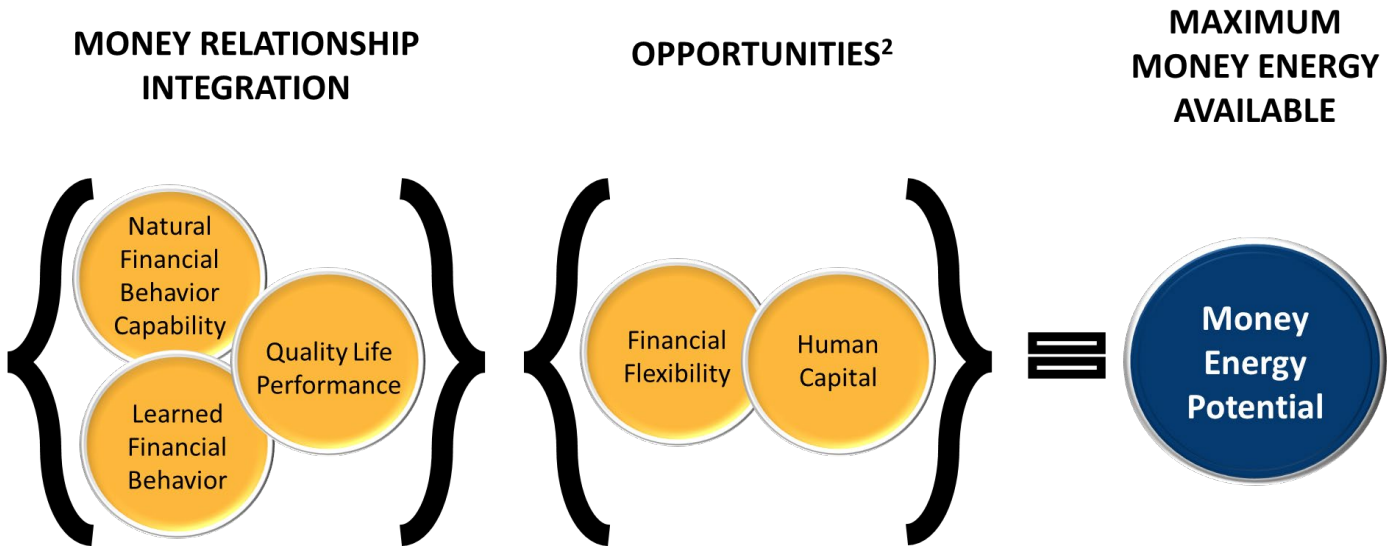 MONEY RELATIONSHIP
INTEGRATION
OPPORTUNITIES²
MAXIMUM
MONEY ENERGY
AVAILABLE
Natural
Financial
Behavior
Capability
Quality Life
Performance
Learned
Financial
Behavior
Financial
Flexibility
Human
Capital
Money
Energy
Potential